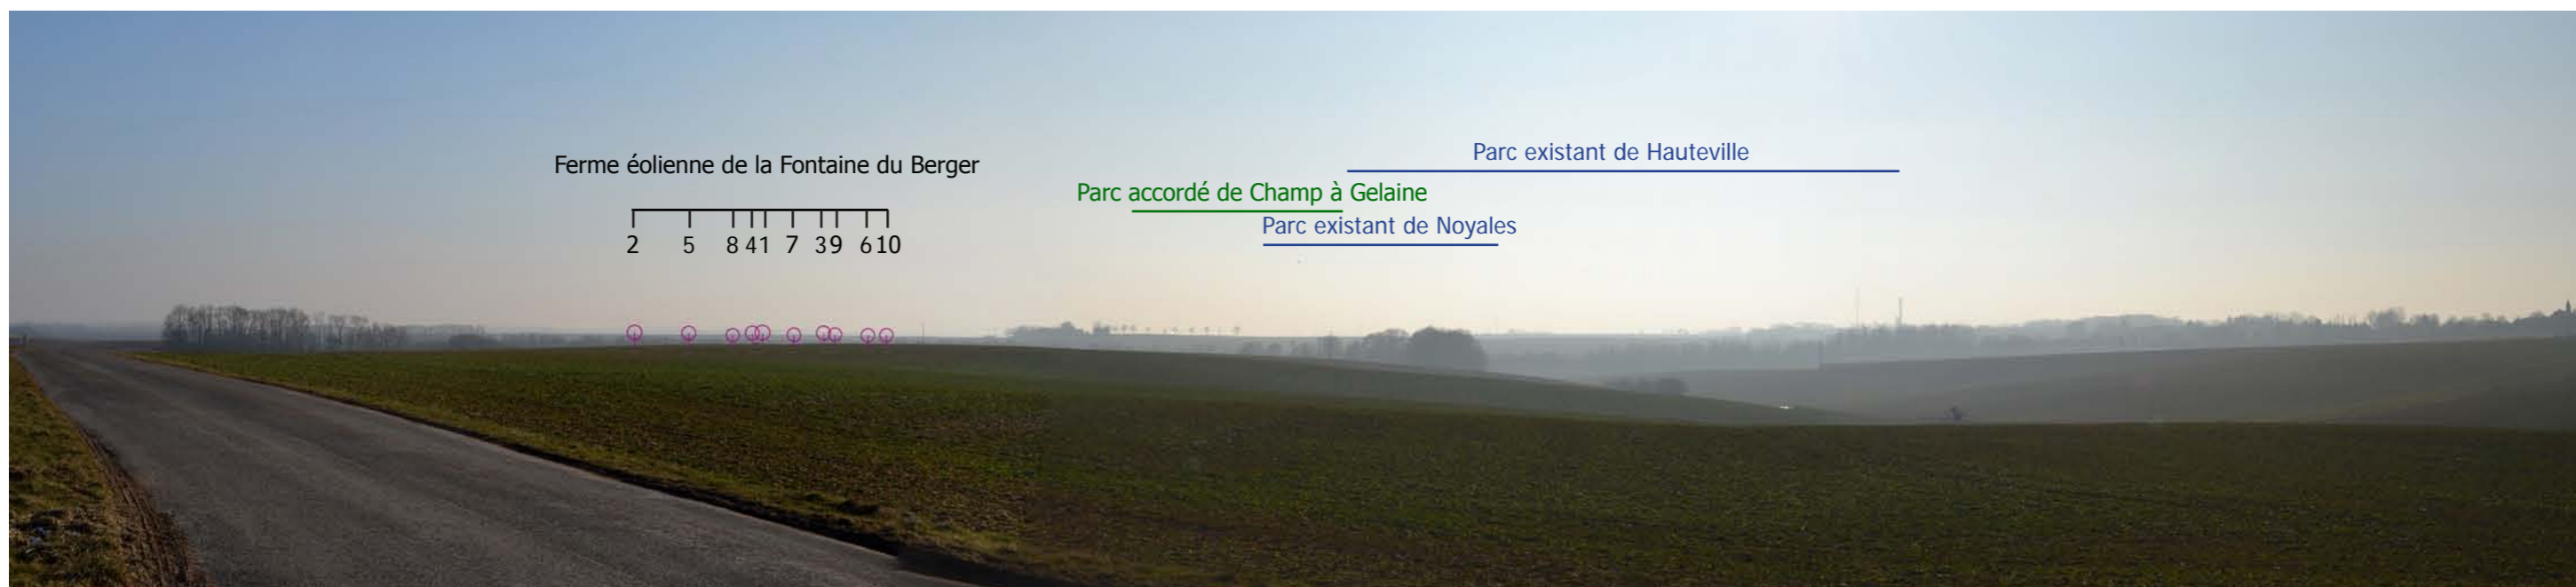 Parc existant de Hauteville
Ferme éolienne de la Fontaine du Berger
Parc accordé de Champ à Gelaine
Parc existant de Noyales
2 5 8 4 1 7 3 9 6 10